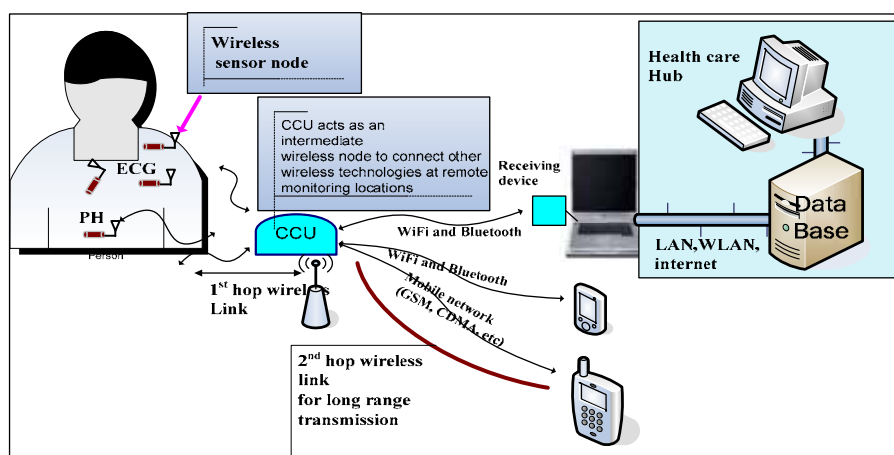 Wireless
sensor node
Health care
Hub
CCU acts as an
intermediate
wireless node to connect other
wireless technologies at remote
monitoring locations
Receiving
device
ECG
PH
Person
CCU
WiFi and Bluetooth
Data
Base
LAN,WLAN,
internet
1st hop wireless
Link
WiFi and Bluetooth
Mobile network
(GSM, CDMA, etc)
2nd hop wireless
link
for long range
transmission